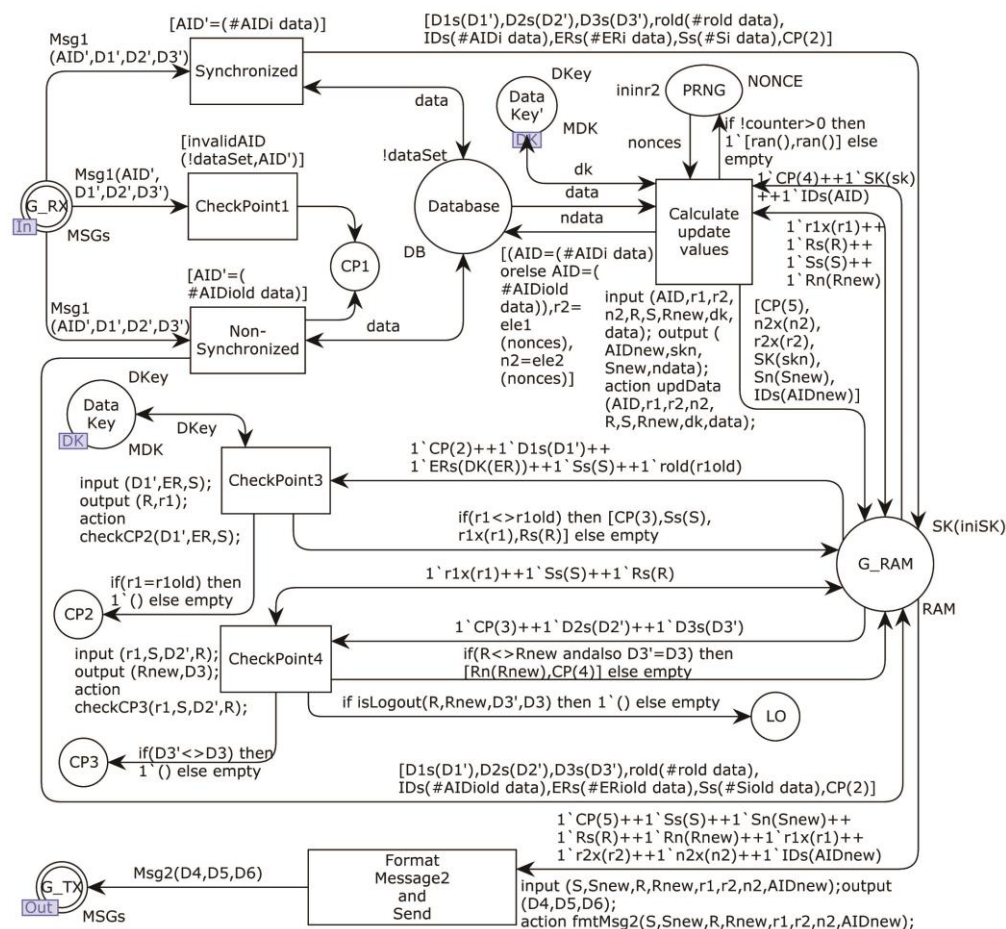 [AID'=(#AIDi data)]
[D1s(D1'),D2s(D2'),D3s(D3'),rold(#rold data),
IDs(#AIDi data),ERs(#ERi data),Ss(#Si data),CP(2)]
Msg1
(AID',D1',D2',D3')
Synchronized
data
DKey
Data
Key'
DK
MDK
ininr2
PRNG
NONCE
nonces
if !counter>0 then
1`[ran(),ran()] else
empty
[invalidAID
(!dataSet,AID')]
Msg1(AID',
D1',D2',D3')
G_RX
In
MSGs
CheckPoint1
CP1
!dataSet
Database
DB
dk
data
ndata
Calculate
update
values
1`CP(4)++1`SK(sk)
++1`IDs(AID)
1`r1x(r1)++
1`Rs(R)++
1`Ss(S)++
1`Rn(Rnew)
[AID'=(
#AIDiold data)]
Msg1
(AID',D1',D2',D3')
Non-
Synchronized
data
[(AID=(#AIDi data)
orelse AID=(
#AIDiold
data)),r2=
ele1
(nonces),
n2=ele2
(nonces)]
input (AID,r1,r2,
n2,R,S,Rnew,dk,
data); output (
AIDnew,skn,
Snew,ndata);
action updData
(AID,r1,r2,n2,
R,S,Rnew,dk,data);
[CP(5),
n2x(n2),
r2x(r2),
SK(skn),
Sn(Snew),
IDs(AIDnew)]
DKey
Data
Key
DK
MDK
DKey
CheckPoint3
input (D1',ER,S);
output (R,r1);
action
checkCP2(D1',ER,S);
1`CP(2)++1`D1s(D1')++
1`ERs(DK(ER))++1`Ss(S)++1`rold(r1old)
if(r1<>r1old) then [CP(3),Ss(S),
r1x(r1),Rs(R)] else empty
SK(iniSK)
G_RAM
RAM
if(r1=r1old) then
1`() else empty
CP2
1`r1x(r1)++1`Ss(S)++1`Rs(R)
CheckPoint4
input (r1,S,D2',R);
output (Rnew,D3);
action
checkCP3(r1,S,D2',R);
1`CP(3)++1`D2s(D2')++1`D3s(D3')
if(R<>Rnew andalso D3'=D3) then
[Rn(Rnew),CP(4)] else empty
if isLogout(R,Rnew,D3',D3) then 1`() else empty
LO
CP3
if(D3'<>D3) then
1`() else empty
[D1s(D1'),D2s(D2'),D3s(D3'),rold(#rold data),
IDs(#AIDiold data),ERs(#ERiold data),Ss(#Siold data),CP(2)]
1`CP(5)++1`Ss(S)++1`Sn(Snew)++
1`Rs(R)++1`Rn(Rnew)++1`r1x(r1)++
1`r2x(r2)++1`n2x(n2)++1`IDs(AIDnew)
G_TX
Out
MSGs
Msg2(D4,D5,D6)
Format
Message2
and
Send
input (S,Snew,R,Rnew,r1,r2,n2,AIDnew);output
(D4,D5,D6);
action fmtMsg2(S,Snew,R,Rnew,r1,r2,n2,AIDnew);